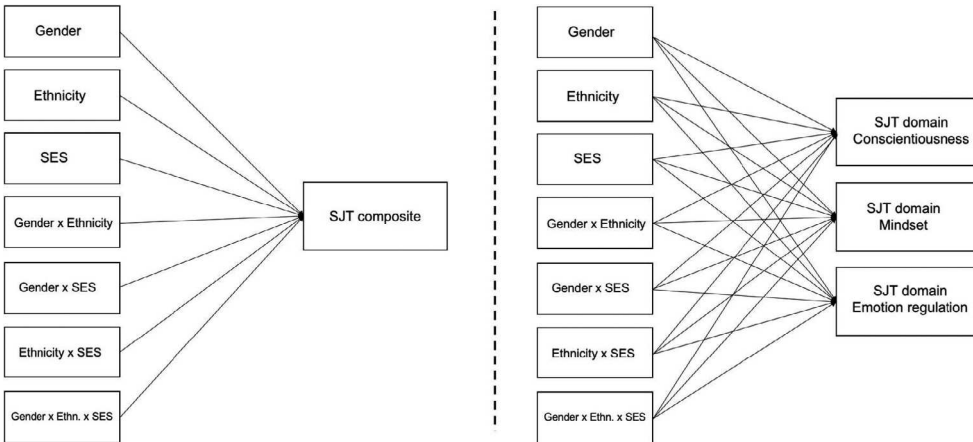 Gender
Ethnicity
SES
Gender x Ethnicity
Gender x SES
Ethnicity x SES
Gender x Ethn. x SES
SJT composite
Gender
Ethnicity
SES
Gender x Ethnicity
Gender x SES
Ethnicity x SES
Gender x Ethn. x SES
SJT domain
Conscientiousness
SJT domain
Mindset
SJT domain
Emotion regulation